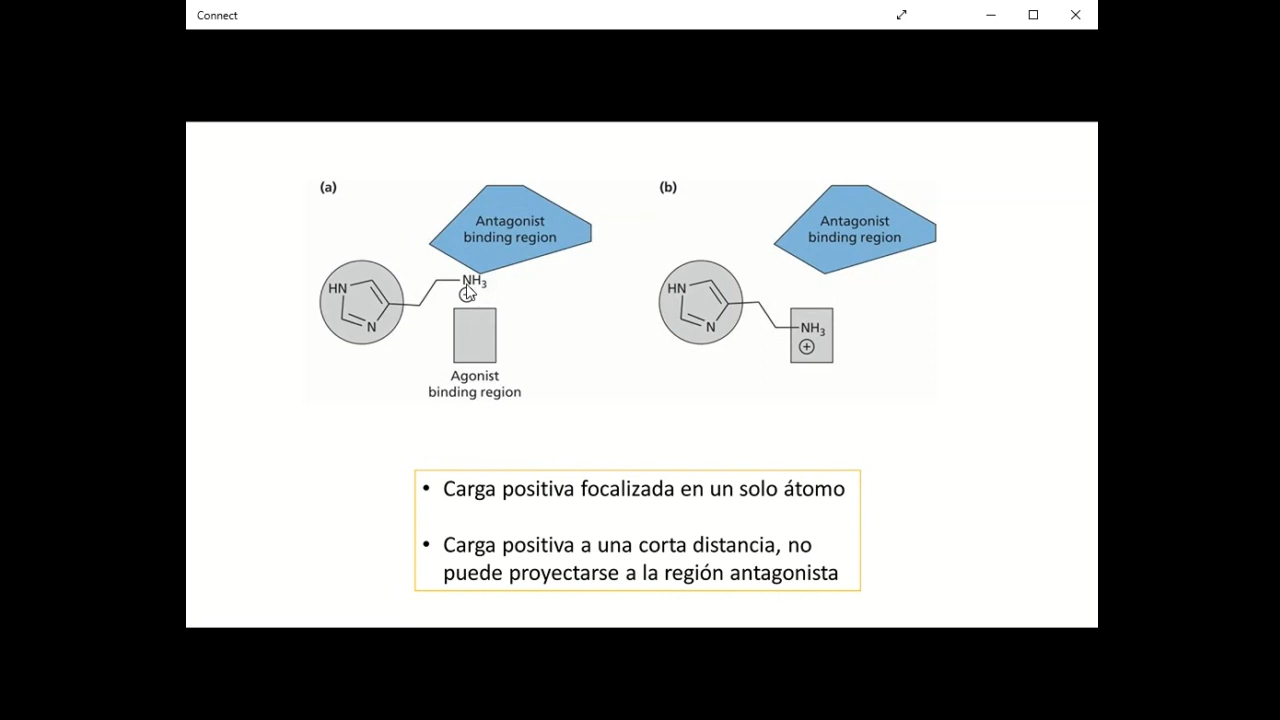 Connect
(a)
Antagonist
binding region
HN
N
NH3
Agonist
binding region
(b)
Antagonist
binding region
HN
N
NH3
+
• Carga positiva focalizada en un solo átomo
• Carga positiva a una corta distancia, no
puede proyectarse a la región antagonista